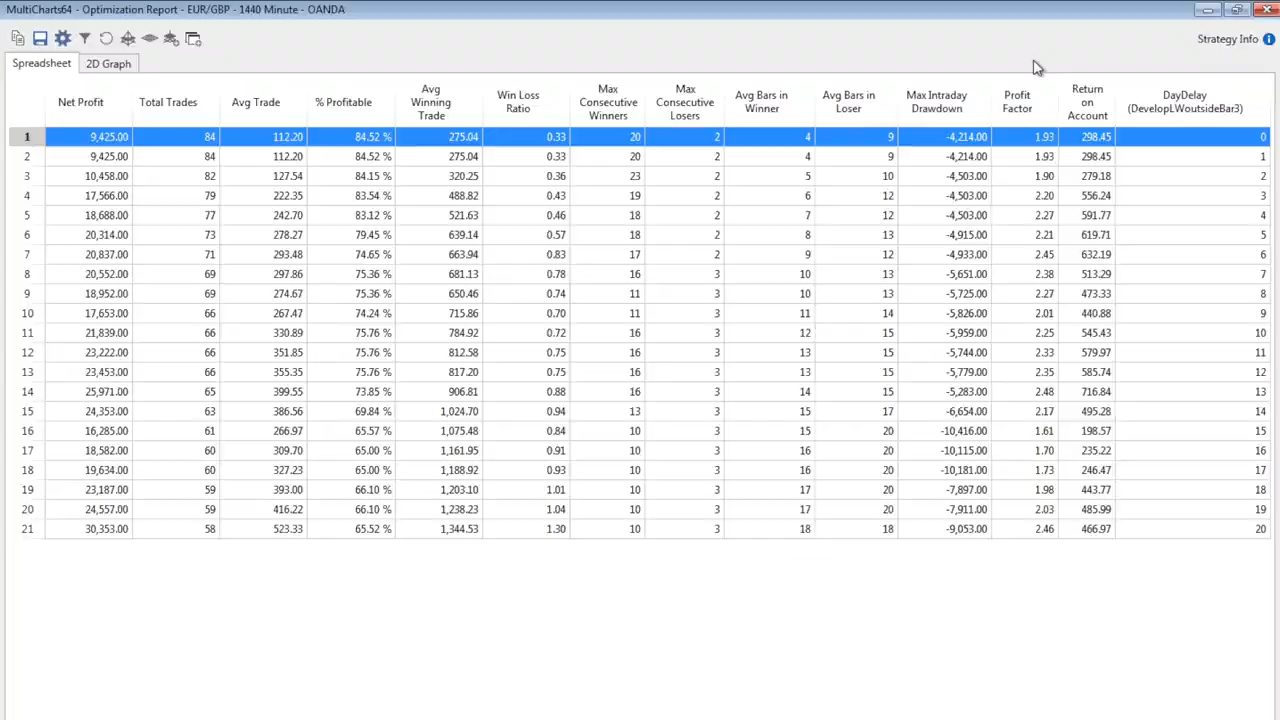 MultiCharts64 - Optimization Report - EUR/GBP - 1440 Minute - OANDA
Strategy Info
Spreadsheet 2D Graph
Net Profit Total Trades Avg Trade % Profitable Avg Winning Trade Win Loss Ratio Max Consecutive Winners Max Consecutive Losers Avg Bars in Winner Avg Bars in Loser Max Intraday Drawdown Profit Factor Return on Account DayDelay (DevelopLWoutsideBar3)
1 9,425.00 84 112.20 84.52 % 275.04 0.33 20 2 4 9 -4,214.00 1.93 298.45 0
2 9,425.00 84 112.20 84.52 % 275.04 0.33 20 2 4 9 -4,214.00 1.93 298.45 1
3 10,458.00 82 127.54 84.15 % 320.25 0.36 23 2 5 10 -4,503.00 1.90 279.18 2
4 17,566.00 79 222.35 83.54 % 488.82 0.43 19 2 6 12 -4,503.00 2.20 556.24 3
5 18,688.00 77 242.70 83.12 % 521.63 0.46 18 2 7 12 -4,503.00 2.27 591.77 4
6 20,314.00 73 278.27 79.45 % 639.14 0.57 18 2 8 13 -4,915.00 2.21 619.71 5
7 20,837.00 71 293.48 74.65 % 663.94 0.83 17 2 9 12 -4,933.00 2.45 632.19 6
8 20,552.00 69 297.86 75.36 % 681.13 0.78 16 3 10 13 -5,651.00 2.38 513.29 7
9 18,952.00 69 274.67 75.36 % 650.46 0.74 11 3 10 13 -5,725.00 2.27 473.33 8
10 17,653.00 66 267.47 74.24 % 715.86 0.70 11 3 11 14 -5,826.00 2.01 440.88 9
11 21,839.00 66 330.89 75.76 % 784.92 0.72 16 3 12 15 -5,959.00 2.25 545.43 10
12 23,222.00 66 351.85 75.76 % 812.58 0.75 16 3 13 15 -5,744.00 2.33 579.97 11
13 23,453.00 66 355.35 75.76 % 817.20 0.75 16 3 13 15 -5,779.00 2.35 585.74 12
14 25,971.00 65 399.55 73.85 % 906.81 0.88 16 3 14 15 -5,283.00 2.48 716.84 13
15 24,353.00 63 386.56 69.84 % 1,024.70 0.94 13 3 15 17 -6,654.00 2.17 495.28 14
16 16,285.00 61 266.97 65.57 % 1,075.48 0.84 10 3 15 20 -10,416.00 1.61 198.57 15
17 18,582.00 60 309.70 65.00 % 1,161.95 0.91 10 3 16 20 -10,115.00 1.70 235.22 16
18 19,634.00 60 327.23 65.00 % 1,188.92 0.93 10 3 16 20 -10,181.00 1.73 246.47 17
19 23,187.00 59 393.00 66.10 % 1,203.10 1.01 10 3 17 20 -7,897.00 1.98 443.77 18
20 24,557.00 59 416.22 66.10 % 1,238.23 1.04 10 3 17 20 -7,911.00 2.03 485.99 19
21 30,353.00 58 523.33 65.52 % 1,344.53 1.30 10 3 18 18 -9,053.00 2.46 466.97 20